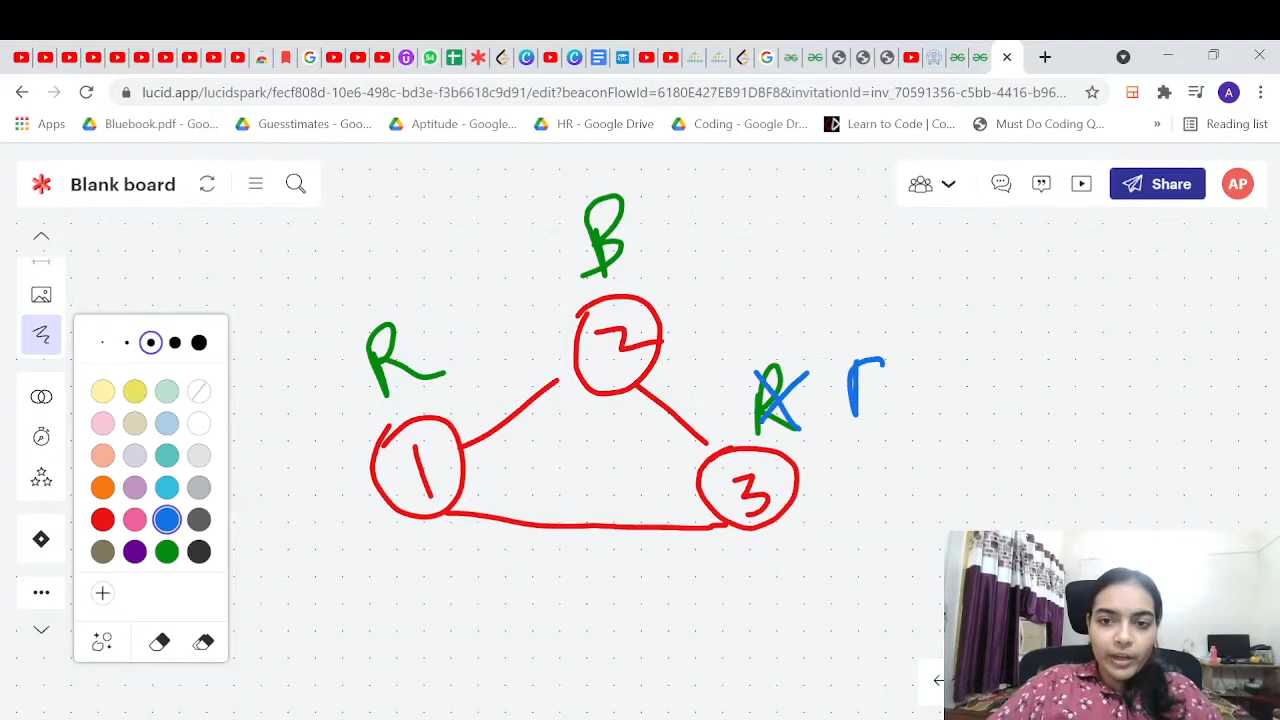 lucid.app/lucidspark/fecf808d-10e6-498c-bd3e-f3b6618c9d91/edit?beaconFlowId=6180E427EB91DBF8&invitationId=inv_70591356-c5bb-4416-b96...
A
Apps
Bluebook.pdf - Goo...
Guesstimates - Goo...
Aptitude - Google...
HR - Google Drive
Coding - Google Dr...
Learn to Code | Co...
Must Do Coding Q...
»
Reading list
Blank board
Share
AP
B
R
2
R
1
3